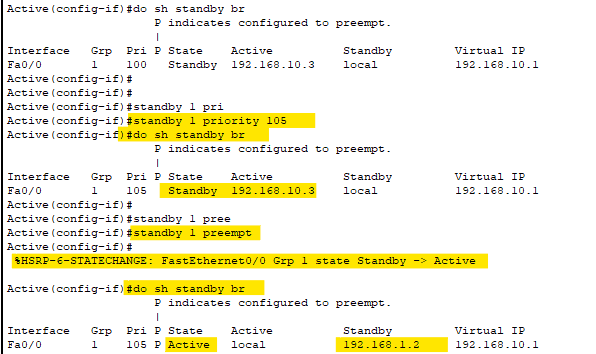 Active(config-if)#do sh standby br
P indicates configured to preempt.
|
Interface Grp Pri P State Active Standby Virtual IP
Fa0/0 1 100 Standby 192.168.10.3 local 192.168.10.1
Active(config-if)#
Active(config-if)#
Active(config-if)#standby 1 pri
Active(config-if)#standby 1 priority 105
Active(config-if)#do sh standby br
P indicates configured to preempt.
|
Interface Grp Pri P State Active Standby Virtual IP
Fa0/0 1 105 Standby 192.168.10.3 local 192.168.10.1
Active(config-if)#
Active(config-if)#standby 1 pree
Active(config-if)#standby 1 preempt
Active(config-if)#
%HSRP-6-STATECHANGE: FastEthernet0/0 Grp 1 state Standby -> Active
Active(config-if)#do sh standby br
P indicates configured to preempt.
|
Interface Grp Pri P State Active Standby Virtual IP
Fa0/0 1 105 P Active local 192.168.1.2 192.168.10.1